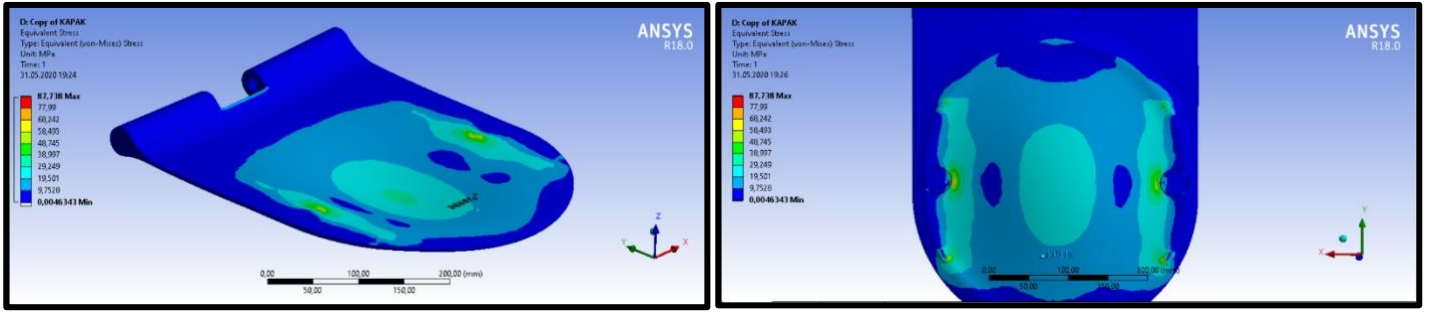 D: Copy of KAPAK
Equivalent Stress
Type: Equivalent (von-Mises) Stress
Unit: MPa
Time: 1
31.05.2020 19:24
87,738 Max
77,99
68,242
58,493
48,745
38,997
29,249
19,501
9,7528
0,0046343 Min
ANSYS
R18.0
Z
Y
X
0,00
100,00
200,00 (mm)
50,00
150,00
D: Copy of KAPAK
Equivalent Stress
Type: Equivalent (von-Mises) Stress
Unit: MPa
Time: 1
31.05.2020 19:26
87,738 Max
77,99
68,242
58,493
48,745
38,997
29,249
19,501
9,7528
0,0046343 Min
ANSYS
R18.0
Y
X
0,00
100,00
200,00 (mm)
50,00
150,00